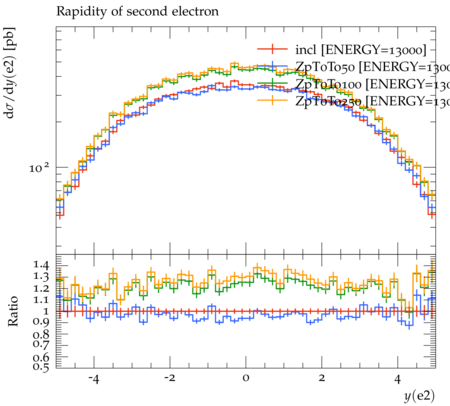 Rapidity of second electron
dσ/dy(e2) [pb]
incl [ENERGY=13000]
ZpToTo50 [ENERGY=1300
ZpToTo100 [ENERGY=130
ZpToTo250 [ENERGY=130
10²
Ratio
1.4
1.3
1.2
1.1
1
0.9
0.8
0.7
0.6
0.5
-4 -2 0 2 4
y(e2)